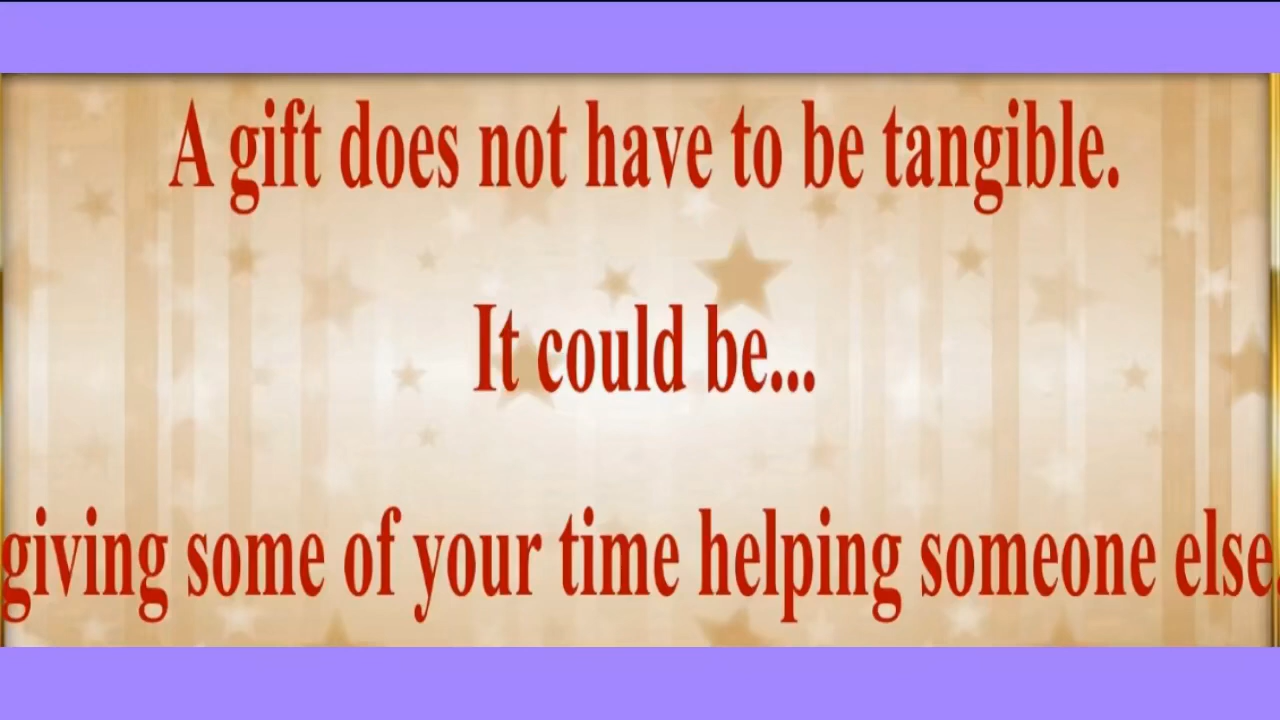 A gift does not have to be tangible.
It could be...
giving some of your time helping someone else.